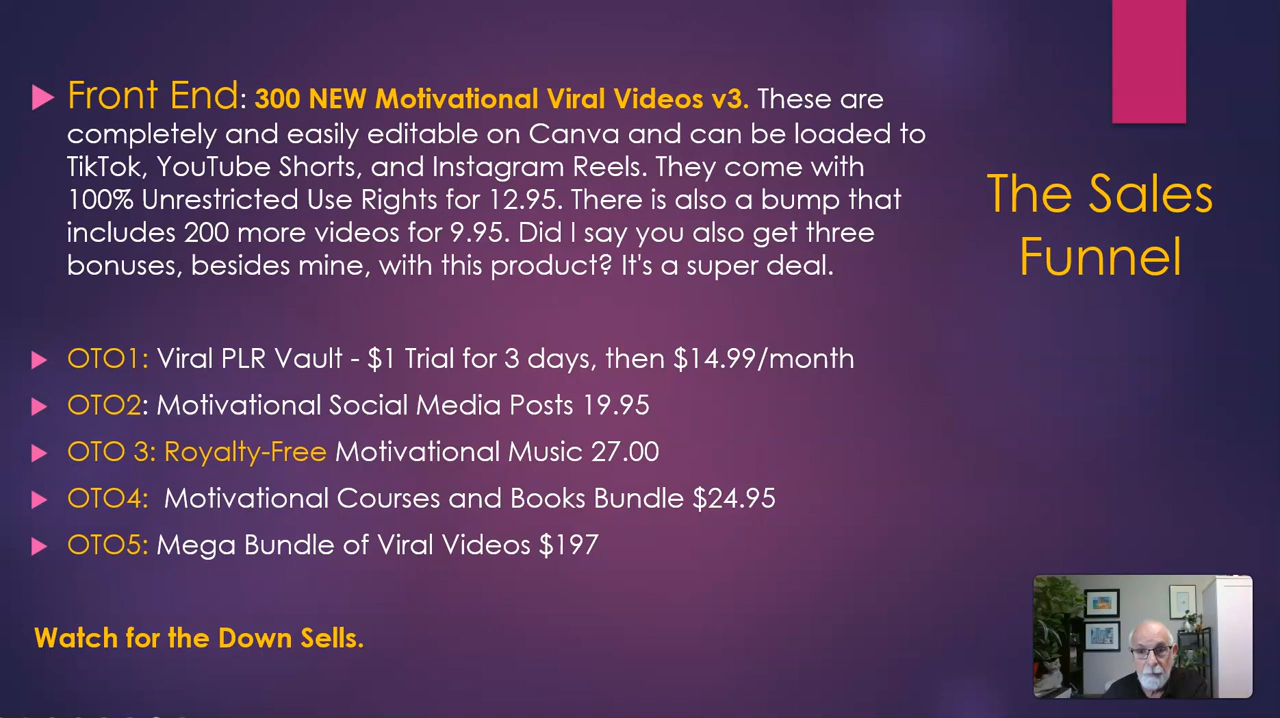 Front End: 300 NEW Motivational Viral Videos v3. These are
completely and easily editable on Canva and can be loaded to
TikTok, YouTube Shorts, and Instagram Reels. They come with
100% Unrestricted Use Rights for 12.95. There is also a bump that
includes 200 more videos for 9.95. Did I say you also get three
bonuses, besides mine, with this product? It's a super deal.
The Sales
Funnel
OTO1: Viral PLR Vault - $1 Trial for 3 days, then $14.99/month
OTO2: Motivational Social Media Posts 19.95
OTO 3: Royalty-Free Motivational Music 27.00
OTO4:  Motivational Courses and Books Bundle $24.95
OTO5: Mega Bundle of Viral Videos $197
Watch for the Down Sells.